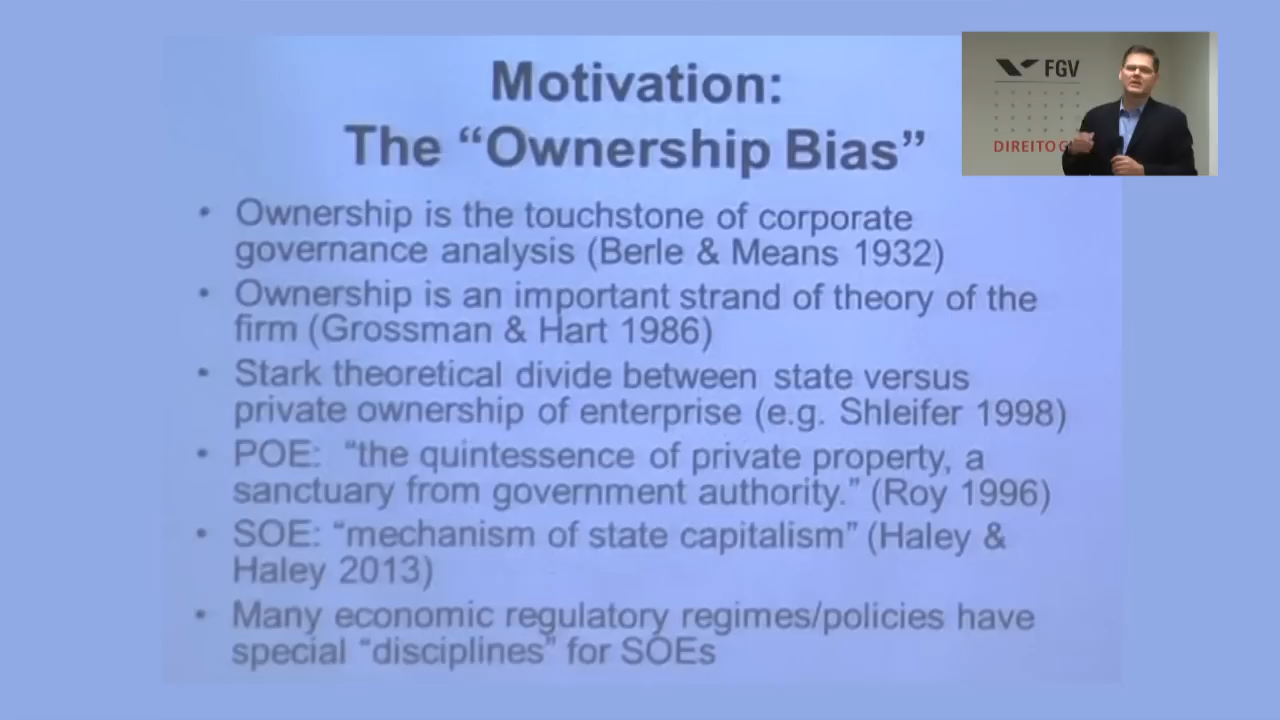 Motivation:
The “Ownership Bias”
• Ownership is the touchstone of corporate
governance analysis (Berle & Means 1932)
• Ownership is an important strand of theory of the
firm (Grossman & Hart 1986)
• Stark theoretical divide between state versus
private ownership of enterprise (e.g. Shleifer 1998)
• POE: “the quintessence of private property, a
sanctuary from government authority.” (Roy 1996)
• SOE: “mechanism of state capitalism” (Haley &
Haley 2013)
• Many economic regulatory regimes/policies have
special “disciplines” for SOEs
FGV
DIREITO G